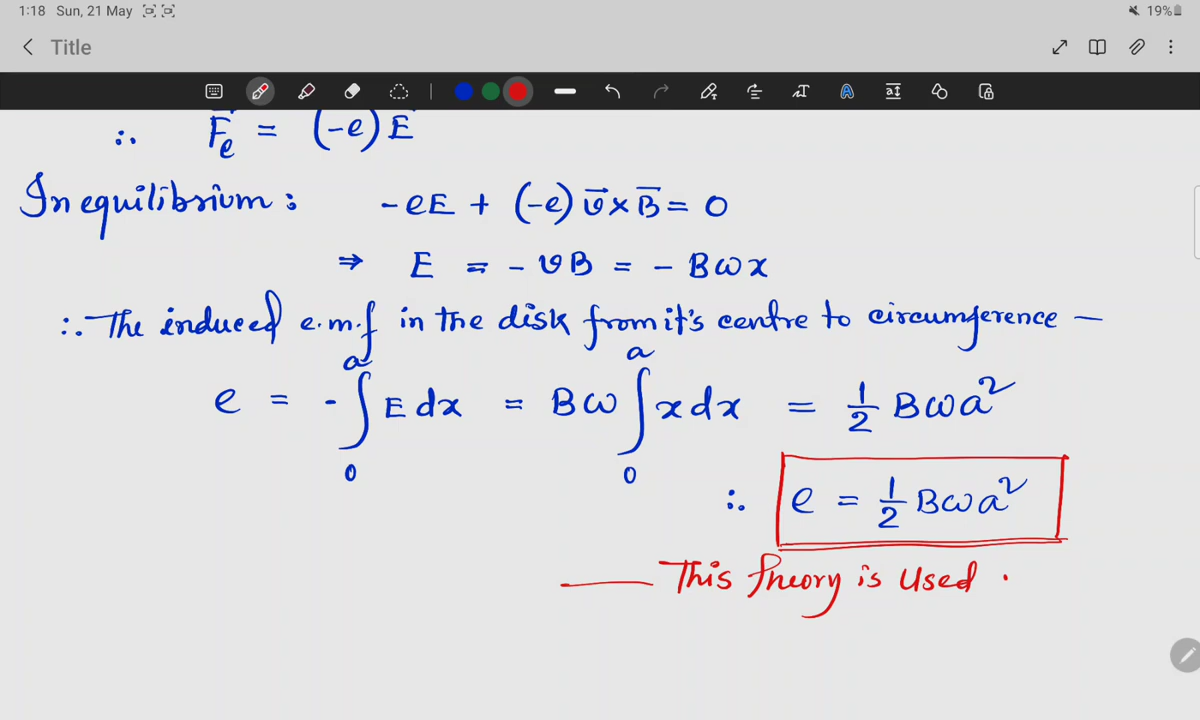 1:18 Sun, 21 May 19%
Title
∴ F⃗e = (-e) E
In equilibrium : -eE + (-e) v⃗ × B̅ = 0
⇒ E = - vB = - Bωx
∴ The induced e.m.f in the disk from it's centre to circumference —
e = - ∫₀ᵃ E dx = Bω ∫₀ᵃ x dx = 1/2 Bωa²
∴ e = 1/2 Bωa²
— This theory is used .